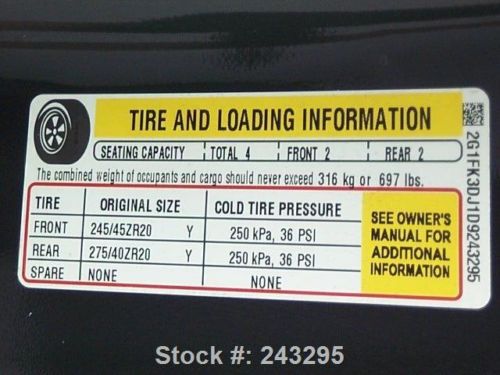 TIRE AND LOADING INFORMATION
SEATING CAPACITY TOTAL 4 FRONT 2 REAR 2
The combined weight of occupants and cargo should never exceed 316 kg or 697 lbs.
TIRE ORIGINAL SIZE COLD TIRE PRESSURE
FRONT 245/45ZR20 Y 250 kPa, 36 PSI
REAR 275/40ZR20 Y 250 kPa, 36 PSI
SPARE NONE NONE
SEE OWNER'S
MANUAL FOR
ADDITIONAL
INFORMATION
2G1FK3DJ1D9243295
Stock #: 243295